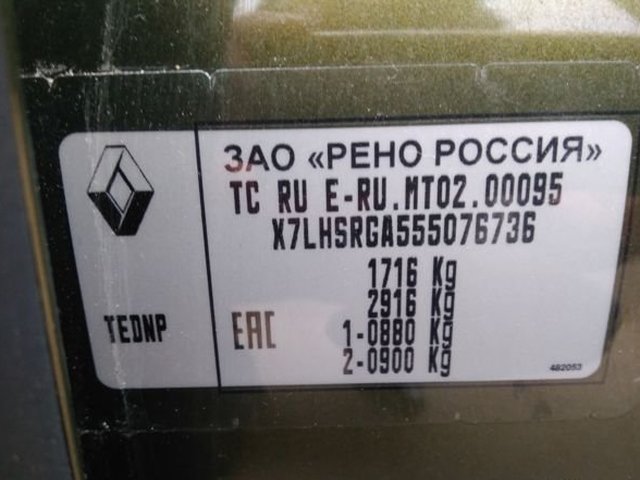 ЗАО «РЕНО РОССИЯ»
TC RU E-RU.MT02.00095
X7LHSRGA555076736
1716 Kg
2916 Kg
1-0880 Kg
2-0900 Kg
TEDNP
EAC
482053